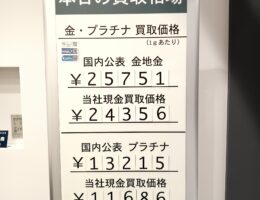 本日の買取相場
金・プラチナ 買取価格
(1gあたり)
国内公表 金地金
¥25751
当社現金買取価格
¥24356
国内公表 プラチナ
¥13215
当社現金買取価格
¥11686